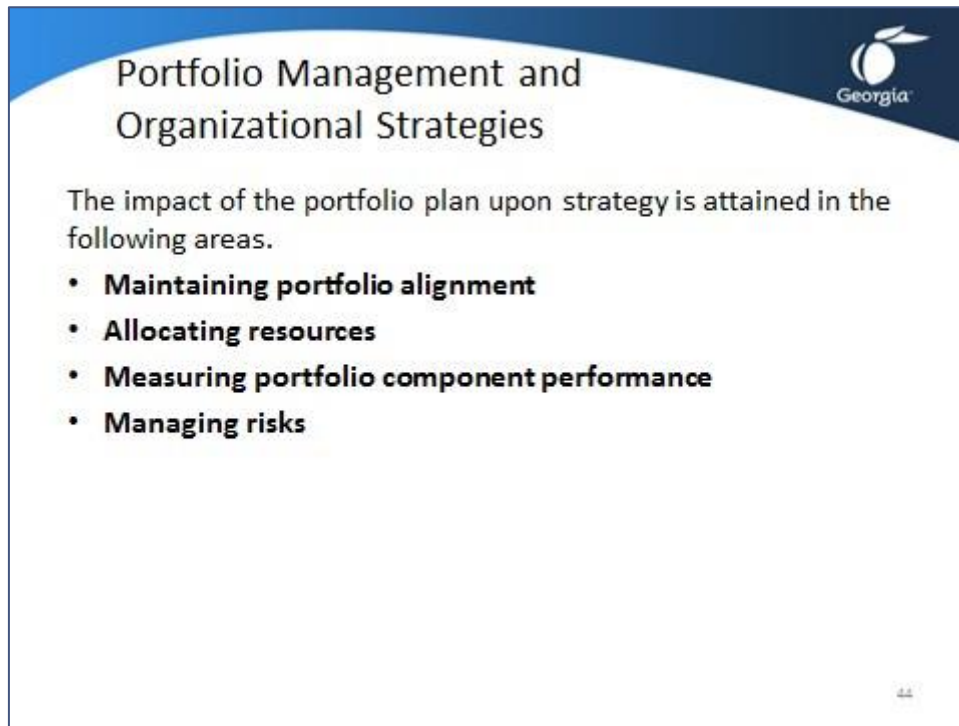 Portfolio Management and
Organizational Strategies
Georgia
The impact of the portfolio plan upon strategy is attained in the
following areas.
• Maintaining portfolio alignment
• Allocating resources
• Measuring portfolio component performance
• Managing risks
44